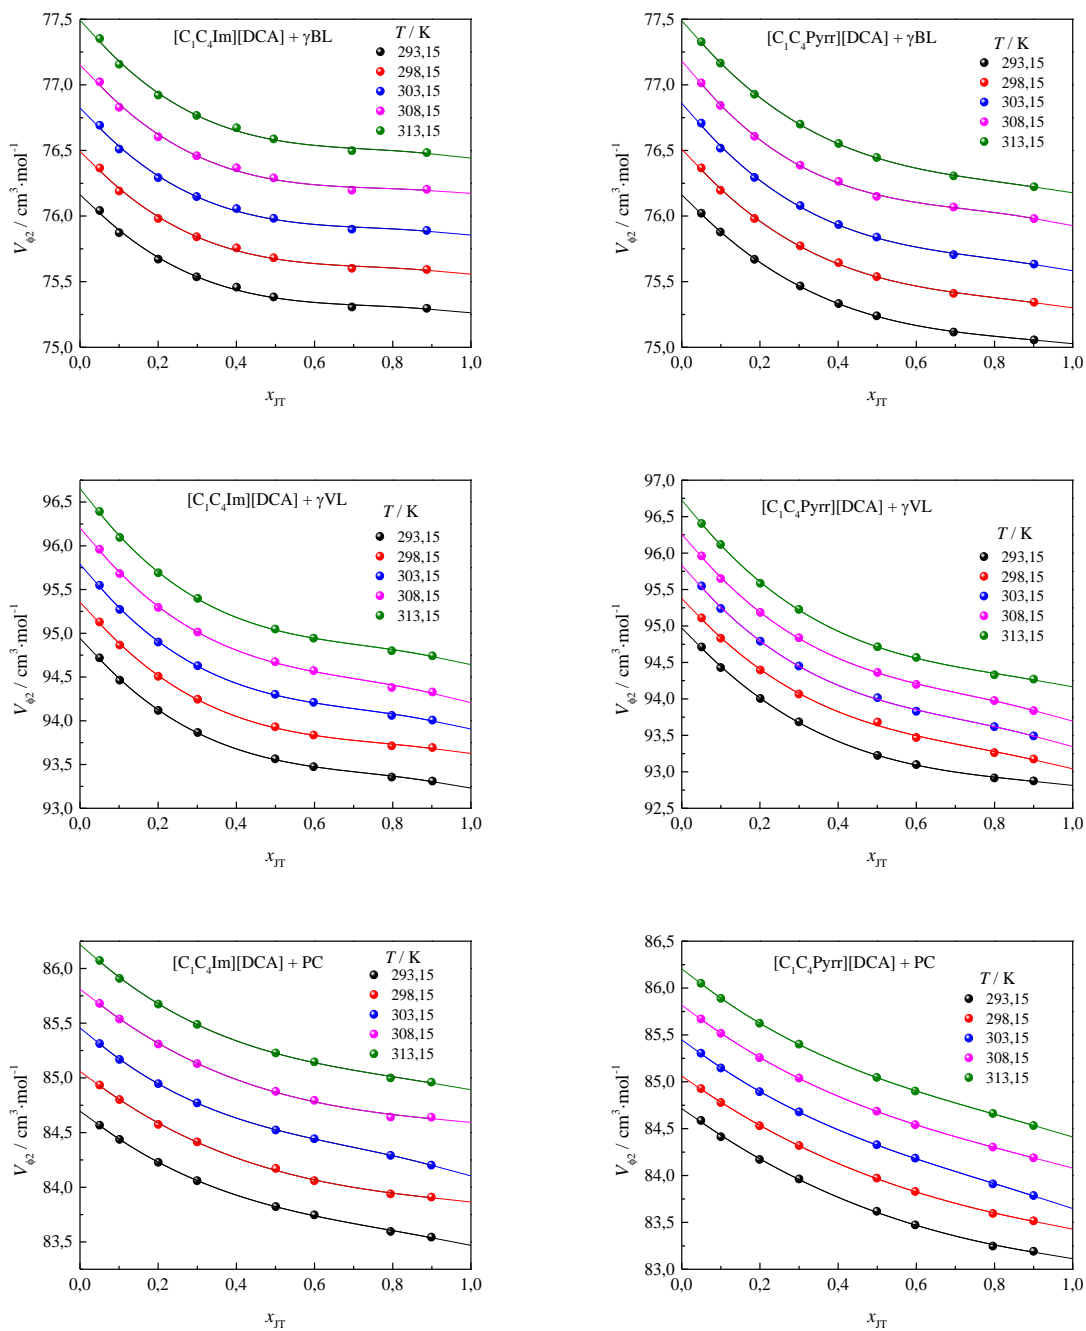 [C₁C₄Im][DCA] + γBL
T / K
293,15
298,15
303,15
308,15
313,15
77,5
77,0
76,5
76,0
75,5
75,0
V_ϕ2 / cm³·mol⁻¹
0,0 0,2 0,4 0,6 0,8 1,0
x_JT
[C₁C₄Pyrr][DCA] + γBL
T / K
293,15
298,15
303,15
308,15
313,15
77,5
77,0
76,5
76,0
75,5
75,0
V_ϕ2 / cm³·mol⁻¹
0,0 0,2 0,4 0,6 0,8 1,0
x_JT
[C₁C₄Im][DCA] + γVL
T / K
293,15
298,15
303,15
308,15
313,15
96,5
96,0
95,5
95,0
94,5
94,0
93,5
93,0
V_ϕ2 / cm³·mol⁻¹
0,0 0,2 0,4 0,6 0,8 1,0
x_JT
[C₁C₄Pyrr][DCA] + γVL
T / K
293,15
298,15
303,15
308,15
313,15
97,0
96,5
96,0
95,5
95,0
94,5
94,0
93,5
93,0
92,5
V_ϕ2 / cm³·mol⁻¹
0,0 0,2 0,4 0,6 0,8 1,0
x_JT
[C₁C₄Im][DCA] + PC
T / K
293,15
298,15
303,15
308,15
313,15
86,0
85,5
85,0
84,5
84,0
83,5
V_ϕ2 / cm³·mol⁻¹
0,0 0,2 0,4 0,6 0,8 1,0
x_JT
[C₁C₄Pyrr][DCA] + PC
T / K
293,15
298,15
303,15
308,15
313,15
86,5
86,0
85,5
85,0
84,5
84,0
83,5
83,0
V_ϕ2 / cm³·mol⁻¹
0,0 0,2 0,4 0,6 0,8 1,0
x_JT